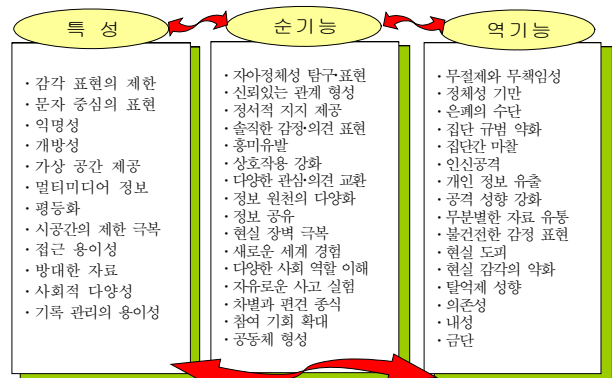 특 성
· 감각 표현의 제한
· 문자 중심의 표현
· 익명성
· 개방성
· 가상 공간 제공
· 멀티미디어 정보
· 평등화
· 시공간의 제한 극복
· 접근 용이성
· 방대한 자료
· 사회적 다양성
· 기록 관리의 용이성
순기능
· 자아정체성 탐구·표현
· 신뢰있는 관계 형성
· 정서적 지지 제공
· 솔직한 감정·의견 표현
· 흥미유발
· 상호작용 강화
· 다양한 관심·의견 교환
· 정보 원천의 다양화
· 정보 공유
· 현실 장벽 극복
· 새로운 세계 경험
· 다양한 사회 역할 이해
· 자유로운 사고 실험
· 차별과 편견 종식
· 참여 기회 확대
· 공동체 형성
역기능
· 무절제와 무책임성
· 정체성 기만
· 은폐의 수단
· 집단 규범 약화
· 집단간 마찰
· 인신공격
· 개인 정보 유출
· 공격 성향 강화
· 무분별한 자료 유통
· 불건전한 감정 표현
· 현실 도피
· 현실 감각의 약화
· 탈억제 성향
· 의존성
· 내성
· 금단